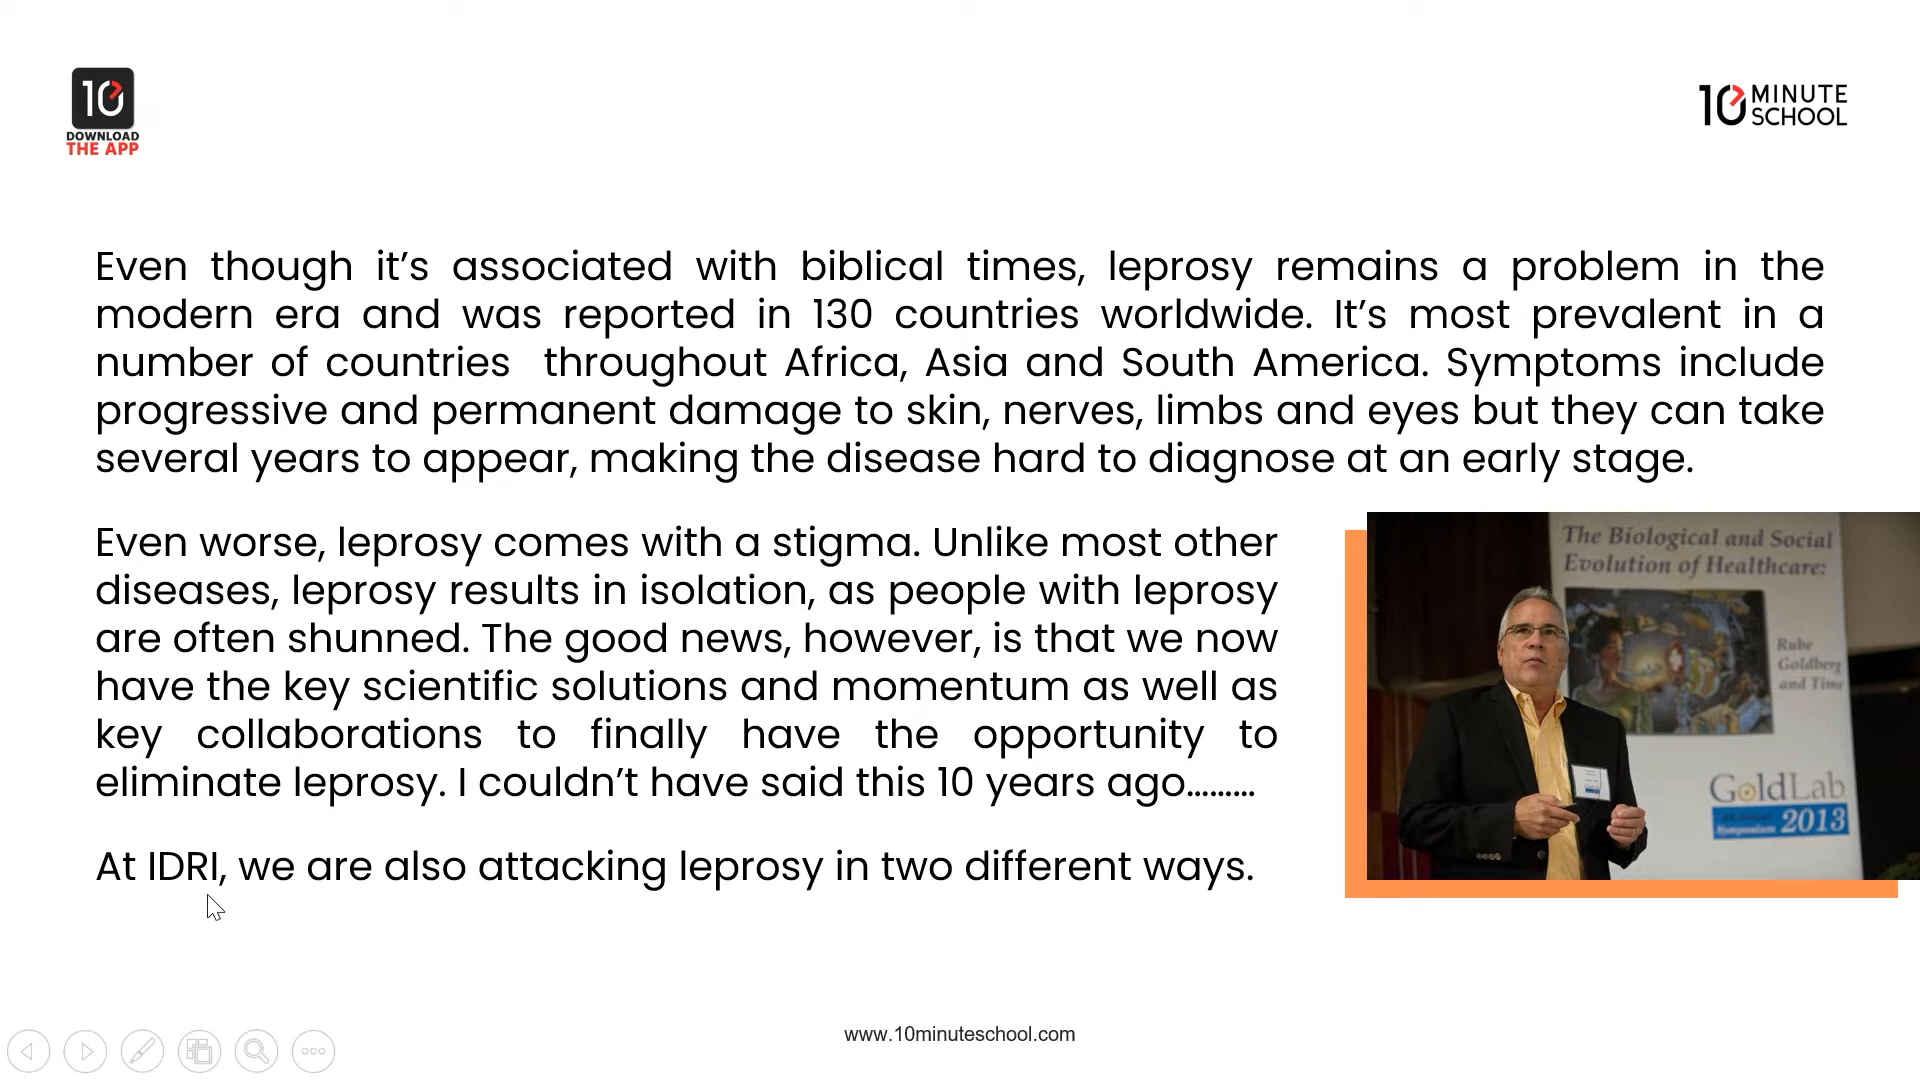 10
DOWNLOAD
THE APP
10 MINUTE
SCHOOL
Even though it’s associated with biblical times, leprosy remains a problem in the
modern era and was reported in 130 countries worldwide. It’s most prevalent in a
number of countries  throughout Africa, Asia and South America. Symptoms include
progressive and permanent damage to skin, nerves, limbs and eyes but they can take
several years to appear, making the disease hard to diagnose at an early stage.
Even worse, leprosy comes with a stigma. Unlike most other
diseases, leprosy results in isolation, as people with leprosy
are often shunned. The good news, however, is that we now
have the key scientific solutions and momentum as well as
key collaborations to finally have the opportunity to
eliminate leprosy. I couldn’t have said this 10 years ago.........
At IDRI, we are also attacking leprosy in two different ways.
The Biological and Social
Evolution of Healthcare:
Rube
Goldberg
and Time
GoldLab
Symposium 2013
www.10minuteschool.com